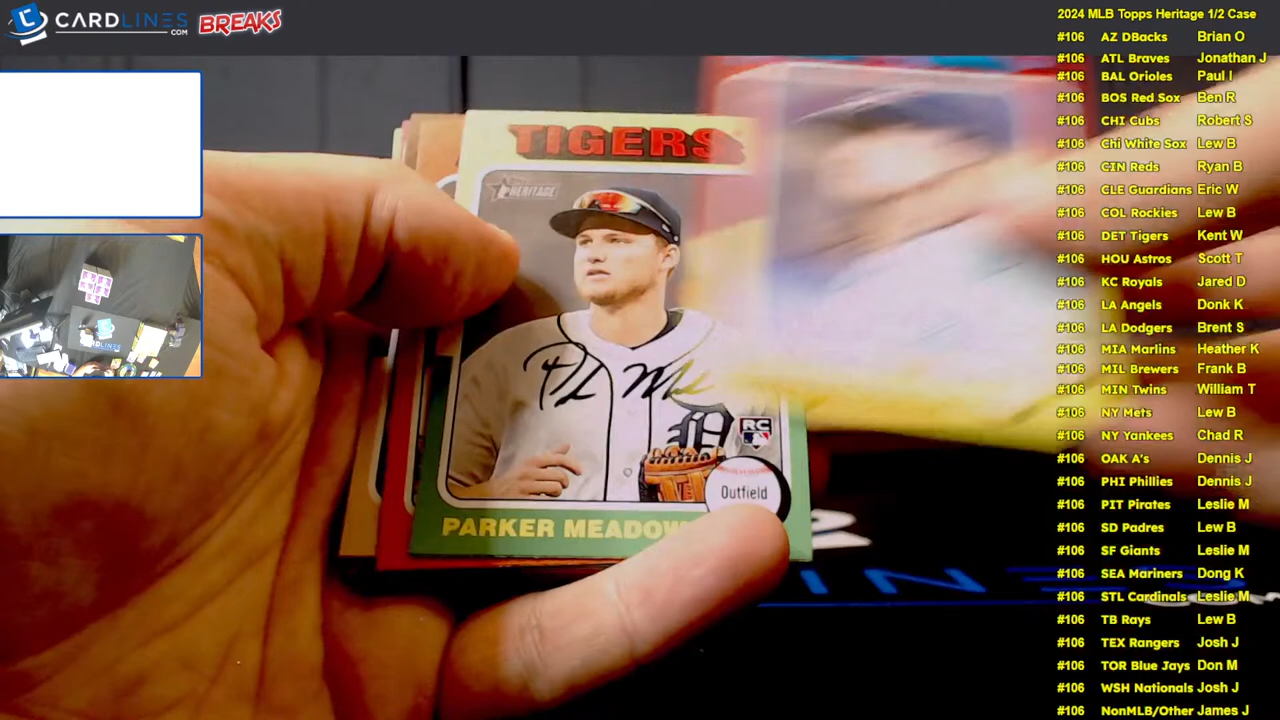 CARDLINES
.COM
BREAKS
2024 MLB Topps Heritage 1/2 Case
#106 AZ DBacks Brian O
#106 ATL Braves Jonathan J
#106 BAL Orioles Paul I
#106 BOS Red Sox Ben R
#106 CHI Cubs Robert S
#106 Chi White Sox Lew B
#106 CIN Reds Ryan B
#106 CLE Guardians Eric W
#106 COL Rockies Lew B
#106 DET Tigers Kent W
#106 HOU Astros Scott T
#106 KC Royals Jared D
#106 LA Angels Donk K
#106 LA Dodgers Brent S
#106 MIA Marlins Heather K
#106 MIL Brewers Frank B
#106 MIN Twins William T
#106 NY Mets Lew B
#106 NY Yankees Chad R
#106 OAK A's Dennis J
#106 PHI Phillies Dennis J
#106 PIT Pirates Leslie M
#106 SD Padres Lew B
#106 SF Giants Leslie M
#106 SEA Mariners Dong K
#106 STL Cardinals Leslie M
#106 TB Rays Lew B
#106 TEX Rangers Josh J
#106 TOR Blue Jays Don M
#106 WSH Nationals Josh J
#106 NonMLB/Other James J
TIGERS
HERITAGE
D
RC
Outfield
PARKER